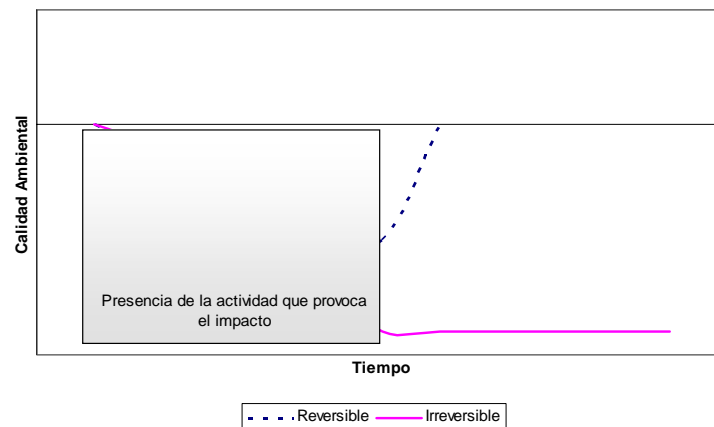 Calidad Ambiental
Presencia de la actividad que provoca
el impacto
Tiempo
Reversible
Irreversible